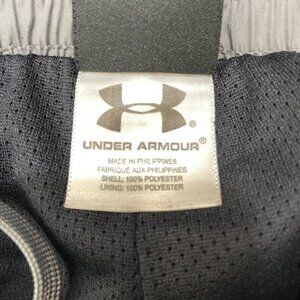 UNDER ARMOUR®
MADE IN PHILIPPINES
FABRIQUÉ AUX PHILIPPINES
SHELL: 100% POLYESTER
LINING: 100% POLYESTER